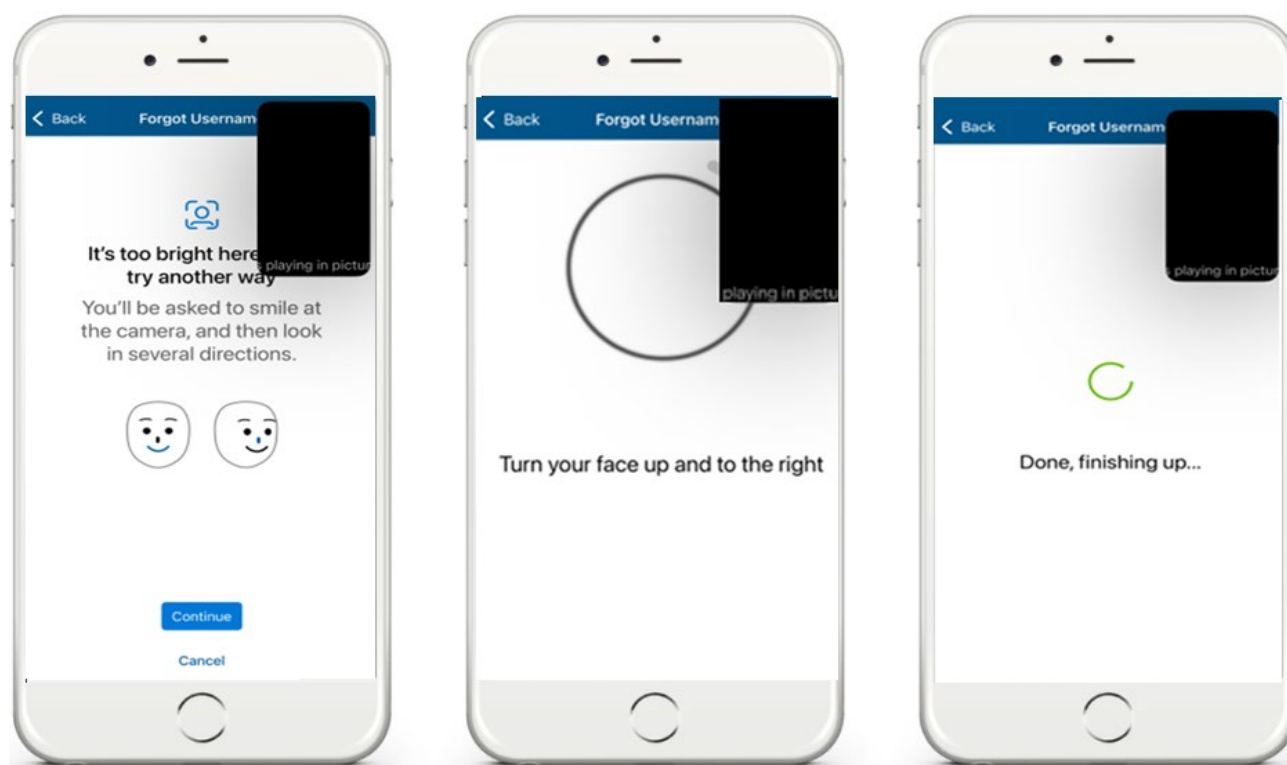 Back Forgot Usernam
It's too bright here
try another way
You'll be asked to smile at
the camera, and then look
in several directions.
playing in pictur
Continue
Cancel
Back Forgot Usernam
playing in pictu
Turn your face up and to the right
Back Forgot Usernam
s playing in pictur
Done, finishing up...